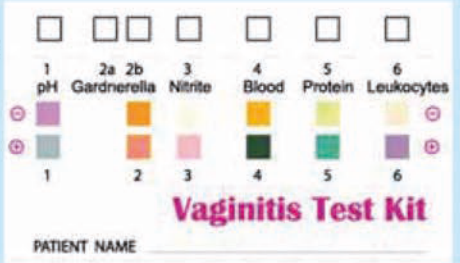 1 2a 2b 3 4 5 6
pH Gardnerella Nitrite Blood Protein Leukocytes
⊖ ⊖
⊕ ⊕
1 2 3 4 5 6
Vaginitis Test Kit
PATIENT NAME